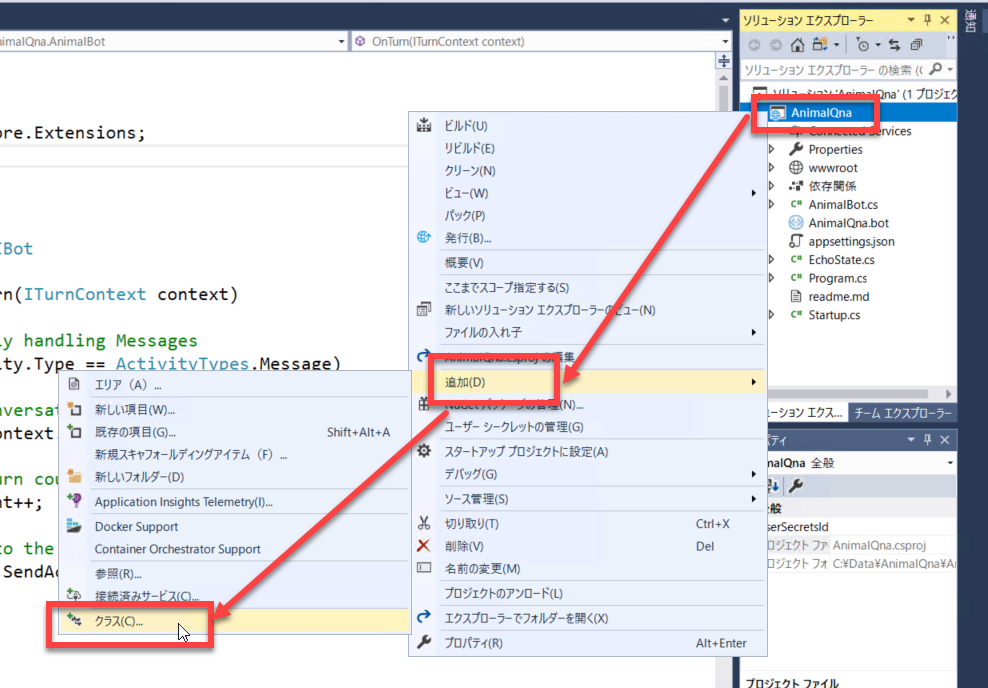 ソリューション エクスプローラー
nimalQna.AnimalBot
OnTurn(ITurnContext context)
ソリューション エクスプローラー の検索 (C
ソリューション 'AnimalQna' (1 プロジェク
AnimalQna
Connected Services
Properties
wwwroot
依存関係
AnimalBot.cs
AnimalQna.bot
appsettings.json
EchoState.cs
Program.cs
readme.md
Startup.cs
ore.Extensions;
IBot
rn(ITurnContext context)
ly handling Messages
ity.Type == ActivityTypes.Message)
nversat
ontext.
urn cou
nt++;
to the
SendAc
ビルド(U)
リビルド(E)
クリーン(N)
ビュー(W)
パック(P)
発行(B)...
概要(V)
ここまでスコープ指定する(S)
新しいソリューション エクスプローラーのビュー(N)
ファイルの入れ子
AnimalQna.csproj の編集
追加(D)
NuGet パッケージの管理(N)...
ユーザー シークレットの管理(G)
スタートアップ プロジェクトに設定(A)
デバッグ(G)
ソース管理(S)
切り取り(T) Ctrl+X
削除(V) Del
名前の変更(M)
プロジェクトのアンロード(L)
エクスプローラーでフォルダーを開く(X)
プロパティ(R) Alt+Enter
エリア（A）...
新しい項目(W)...
既存の項目(G)... Shift+Alt+A
新規スキャフォールディングアイテム（F）...
新しいフォルダー(D)
Application Insights Telemetry(I)...
Docker Support
Container Orchestrator Support
参照(R)...
接続済みサービス(C)...
クラス(C)...
ーション エクス... チーム エクスプローラー
パティ
malQna 全般
般
serSecretsId
ロジェクト ファ AnimalQna.csproj
ロジェクト フォ C:¥Data¥AnimalQna¥A
プロジェクト ファイル
通知